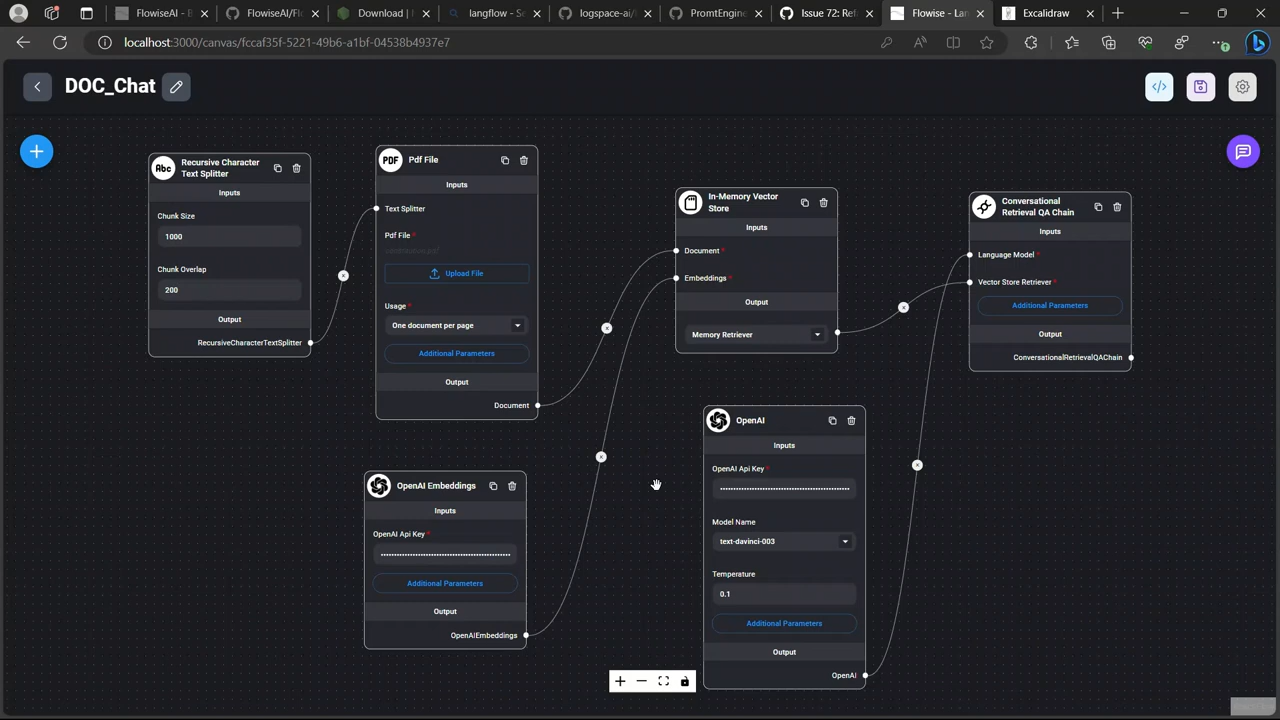 FlowiseAI -
FlowiseAI/Fl
Download |
langflow - Se
logspace-ai/
PromtEngine
Issue 72: Ret
Flowise - Lan
Excalidraw
localhost:3000/canvas/fccaf35f-5221-49b6-a1bf-04538b4937e7
DOC_Chat
Abc
Recursive Character
Text Splitter
Inputs
Chunk Size
1000
Chunk Overlap
200
Output
RecursiveCharacterTextSplitter
PDF
Pdf File
Inputs
Text Splitter
Pdf File *
Upload File
Usage *
One document per page
Additional Parameters
Output
Document
OpenAI Embeddings
Inputs
OpenAI Api Key *
Additional Parameters
Output
OpenAIEmbeddings
In-Memory Vector
Store
Inputs
Document *
Embeddings *
Output
Memory Retriever
OpenAI
Inputs
OpenAI Api Key *
Model Name
text-davinci-003
Temperature
0.1
Additional Parameters
Output
OpenAI
Conversational
Retrieval QA Chain
Inputs
Language Model *
Vector Store Retriever *
Additional Parameters
Output
ConversationalRetrievalQAChain